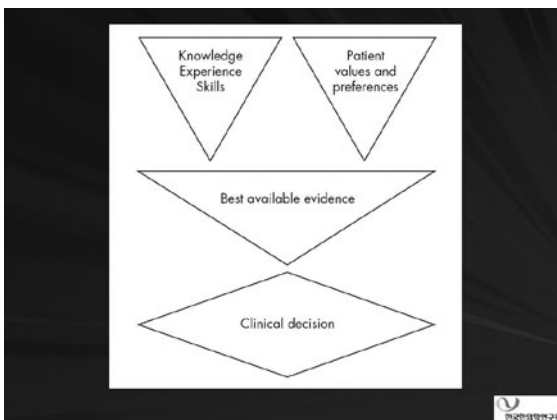 Knowledge
Experience
Skills
Patient
values and
preferences
Best available evidence
Clinical decision